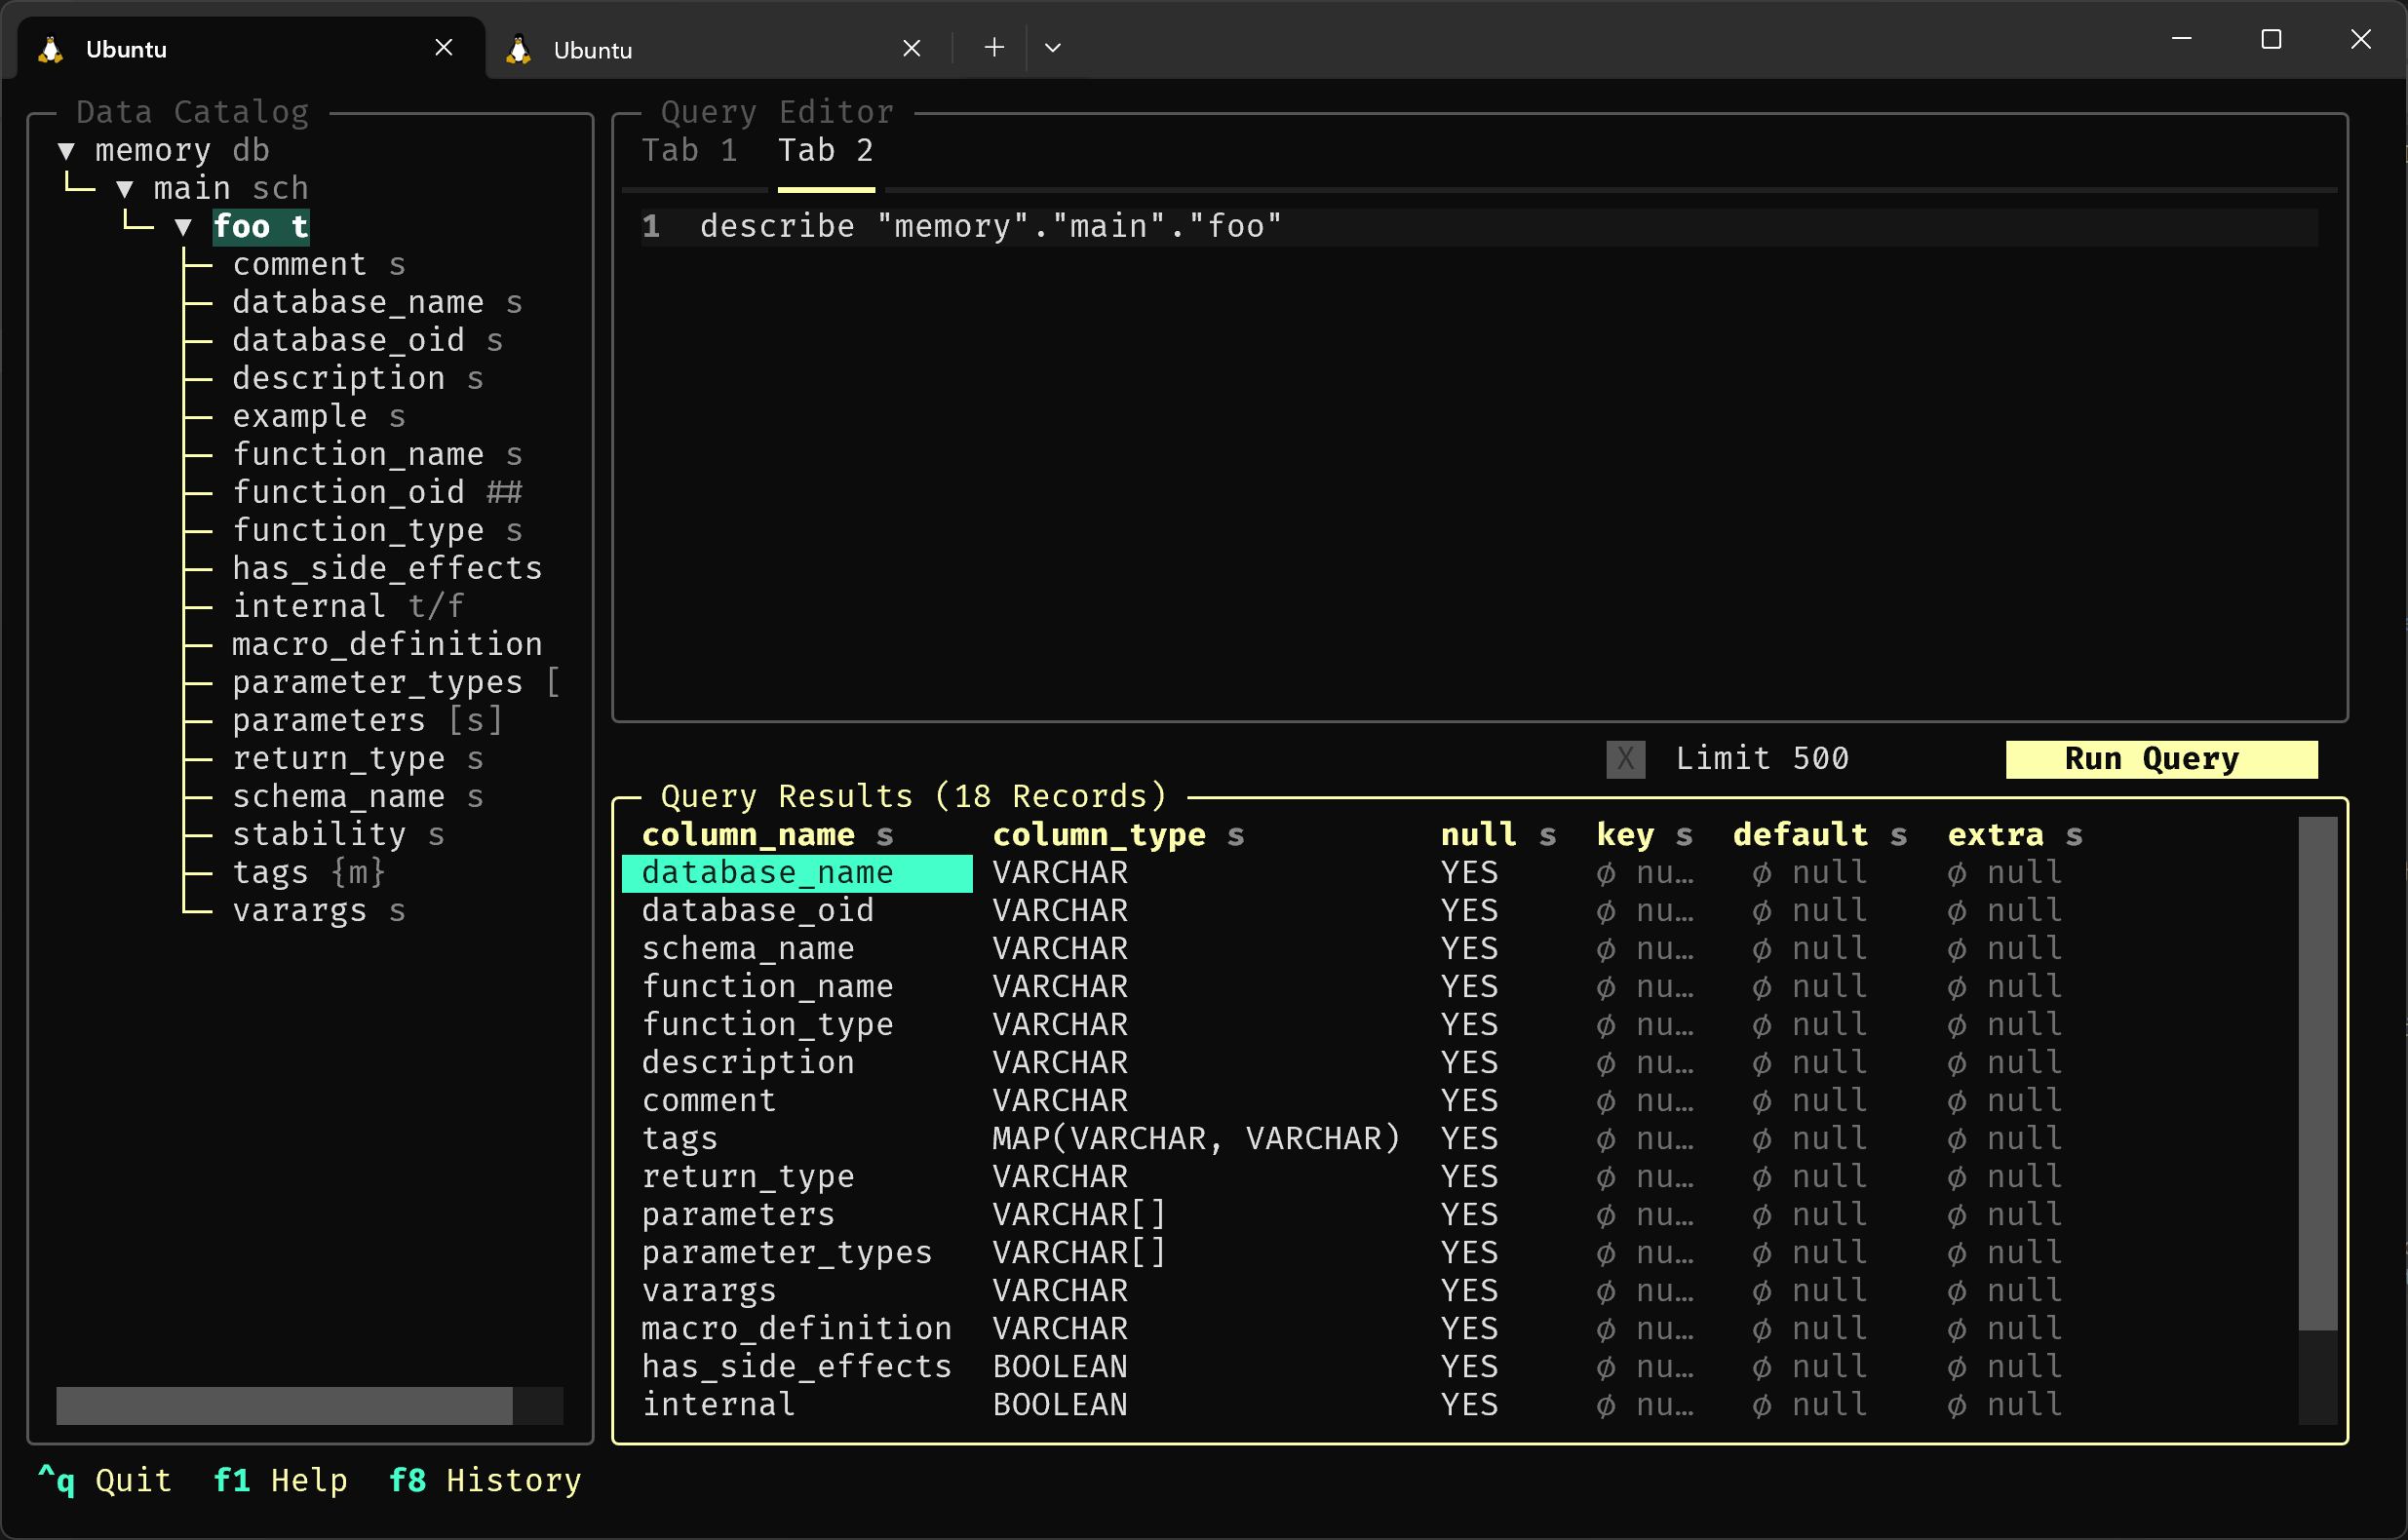 Ubuntu
Ubuntu
Data Catalog
▼ memory db
▼ main sch
▼ foo t
comment s
database_name s
database_oid s
description s
example s
function_name s
function_oid ##
function_type s
has_side_effects
internal t/f
macro_definition
parameter_types [
parameters [s]
return_type s
schema_name s
stability s
tags {m}
varargs s
Query Editor
Tab 1 Tab 2
1 describe "memory"."main"."foo"
X Limit 500 Run Query
Query Results (18 Records)
column_name s column_type s null s key s default s extra s
database_name VARCHAR YES ∅ nu… ∅ null ∅ null
database_oid VARCHAR YES ∅ nu… ∅ null ∅ null
schema_name VARCHAR YES ∅ nu… ∅ null ∅ null
function_name VARCHAR YES ∅ nu… ∅ null ∅ null
function_type VARCHAR YES ∅ nu… ∅ null ∅ null
description VARCHAR YES ∅ nu… ∅ null ∅ null
comment VARCHAR YES ∅ nu… ∅ null ∅ null
tags MAP(VARCHAR, VARCHAR) YES ∅ nu… ∅ null ∅ null
return_type VARCHAR YES ∅ nu… ∅ null ∅ null
parameters VARCHAR[] YES ∅ nu… ∅ null ∅ null
parameter_types VARCHAR[] YES ∅ nu… ∅ null ∅ null
varargs VARCHAR YES ∅ nu… ∅ null ∅ null
macro_definition VARCHAR YES ∅ nu… ∅ null ∅ null
has_side_effects BOOLEAN YES ∅ nu… ∅ null ∅ null
internal BOOLEAN YES ∅ nu… ∅ null ∅ null
^q Quit f1 Help f8 History